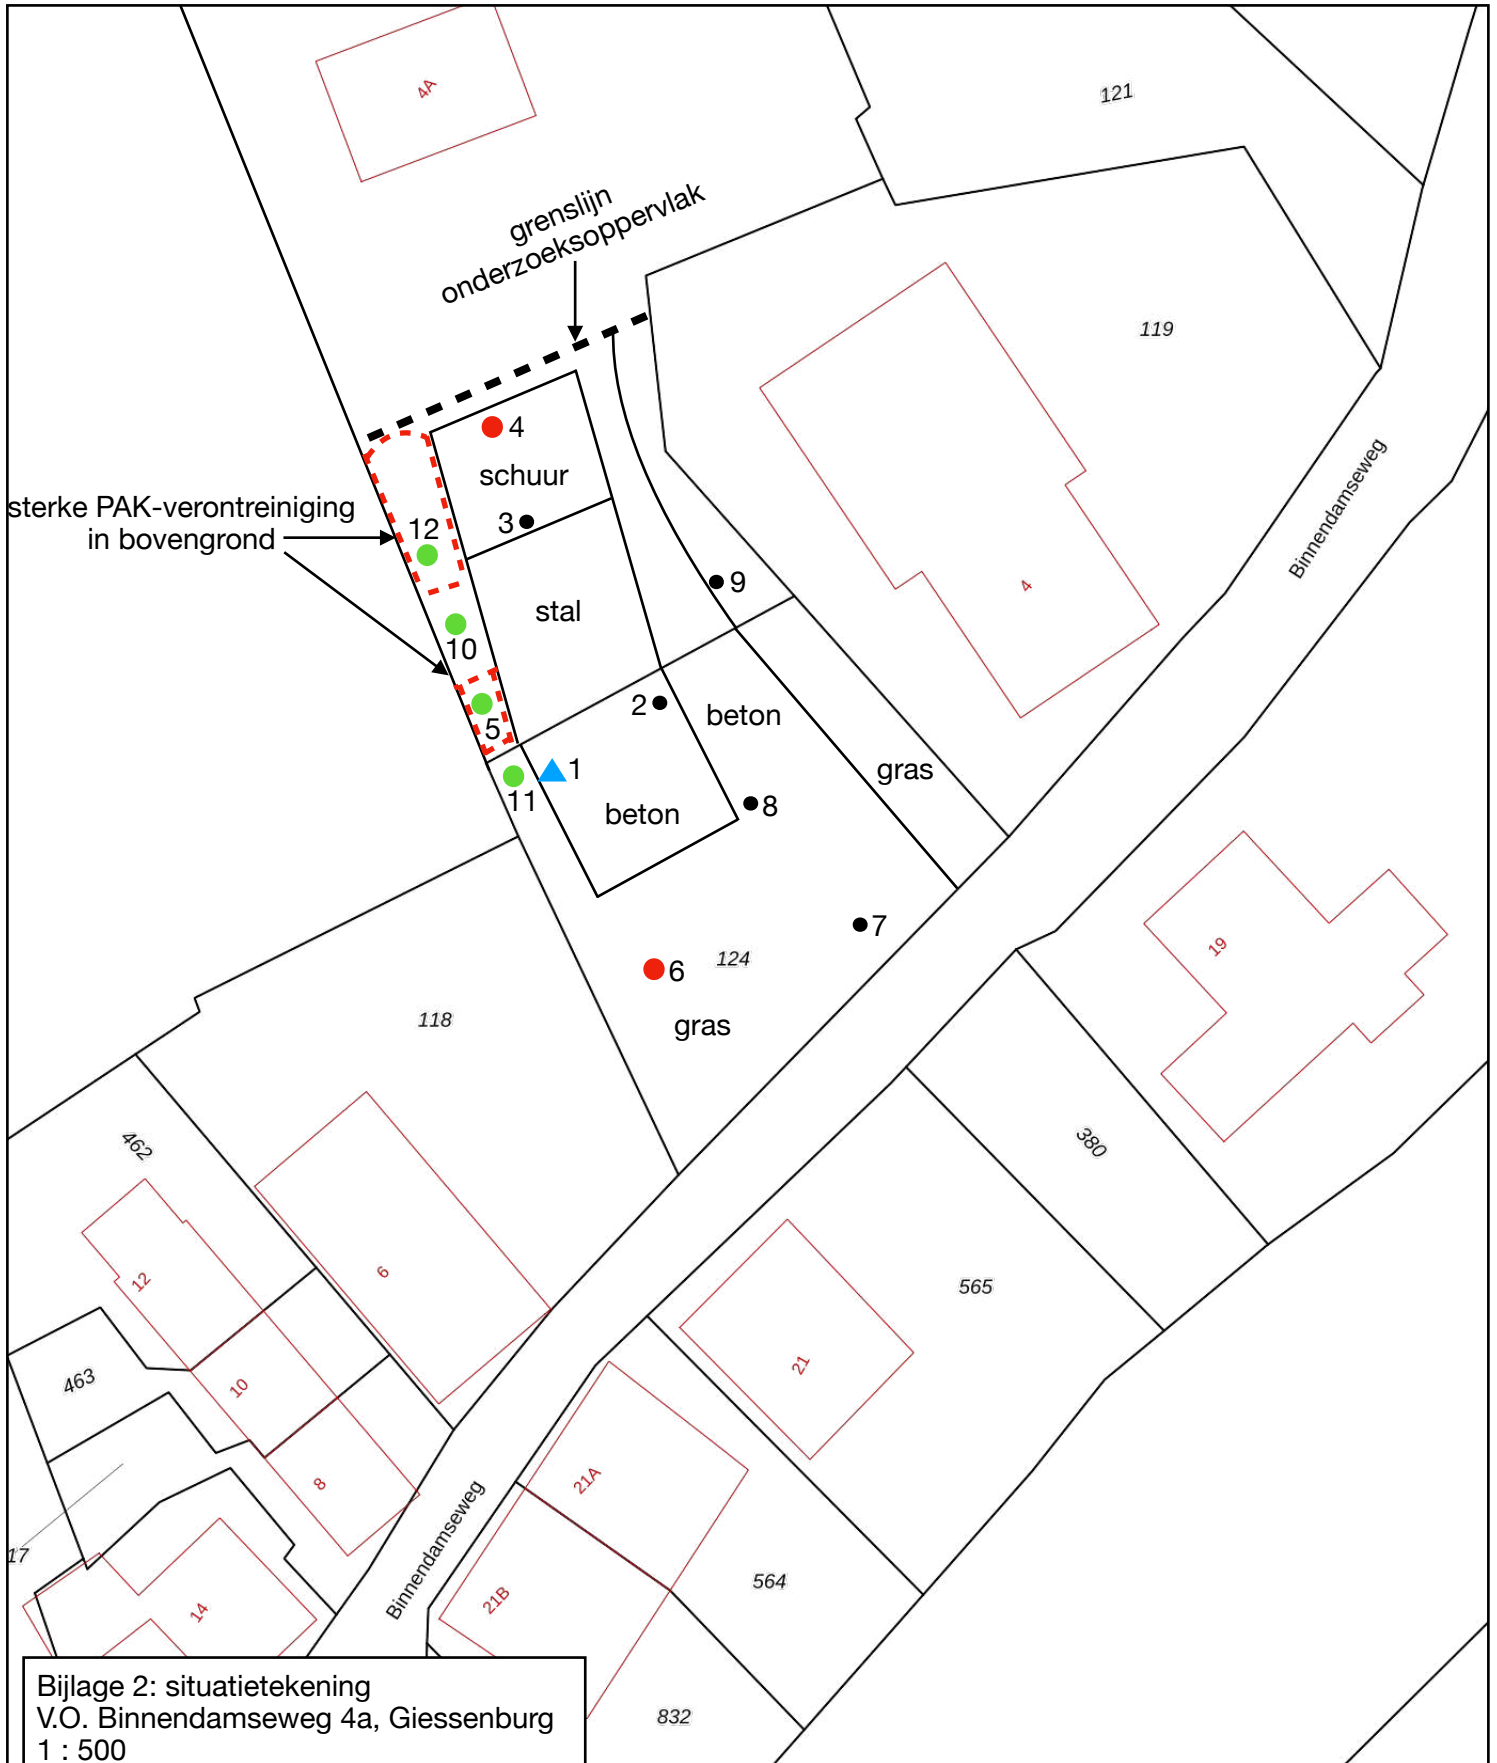 4A
121
grenslijn
onderzoeksoppervlak
119
4
schuur
3
sterke PAK-verontreiniging
in bovengrond
12
Binnendamseweg
9
4
stal
10
2
beton
5
gras
1
11
beton
8
7
124
6
118
gras
19
462
380
12
6
565
463
10
21
8
21A
Binnendamseweg
17
14
21B
564
832
Bijlage 2: situatietekening
V.O. Binnendamseweg 4a, Giessenburg
1 : 500